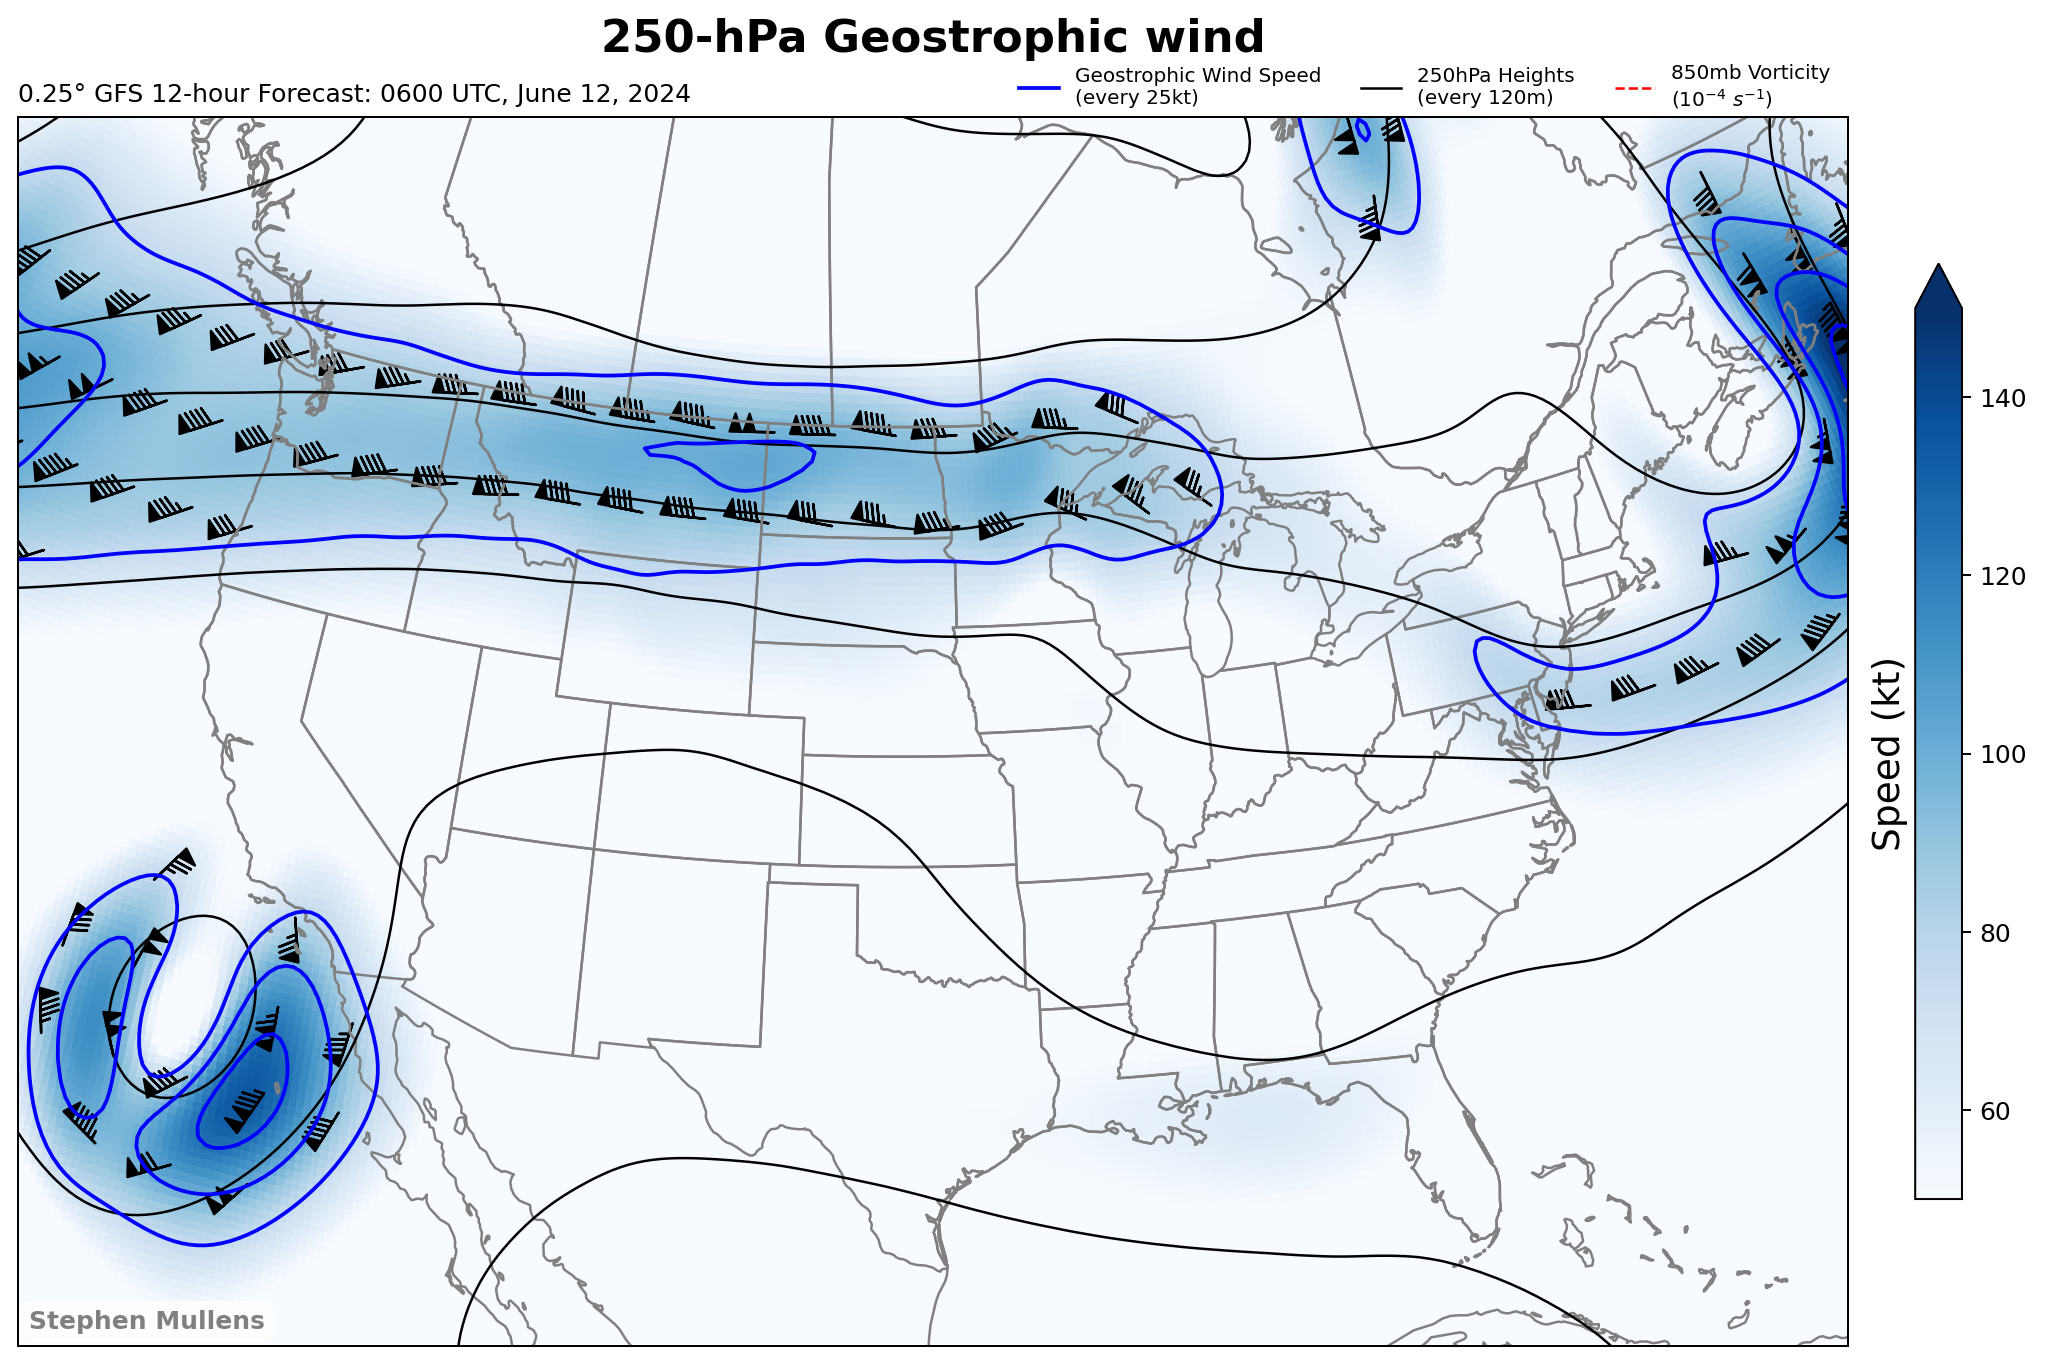 250-hPa Geostrophic wind
0.25° GFS 12-hour Forecast: 0600 UTC, June 12, 2024
Geostrophic Wind Speed
(every 25kt)
250hPa Heights
(every 120m)
850mb Vorticity
(10⁻⁴ s⁻¹)
140
120
100
80
60
Speed (kt)
Stephen Mullens